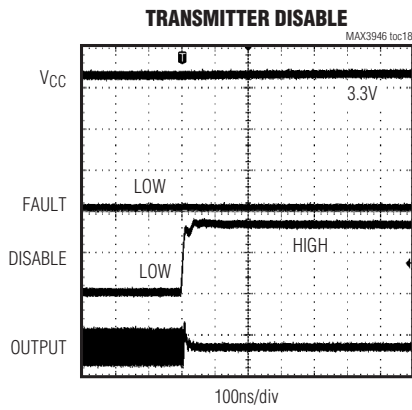 TRANSMITTER DISABLE
MAX3946 toc18
VCC
3.3V
LOW
FAULT
HIGH
DISABLE
LOW
OUTPUT
100ns/div